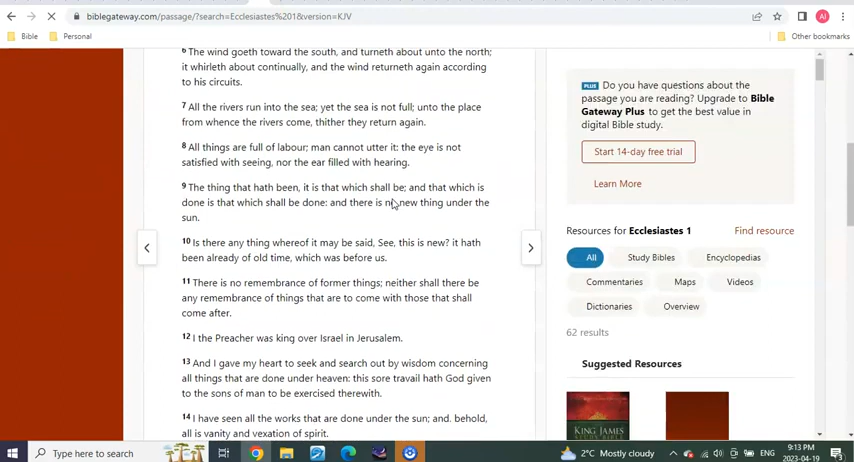 biblegateway.com/passage/?search=Ecclesiastes%201&version=KJV
AI
Bible
Personal
Other bookmarks
6 The wind goeth toward the south, and turneth about unto the north;
it whirleth about continually, and the wind returneth again according
to his circuits.
7 All the rivers run into the sea; yet the sea is not full; unto the place
from whence the rivers come, thither they return again.
8 All things are full of labour; man cannot utter it: the eye is not
satisfied with seeing, nor the ear filled with hearing.
9 The thing that hath been, it is that which shall be; and that which is
done is that which shall be done: and there is no new thing under the
sun.
10 Is there any thing whereof it may be said, See, this is new? it hath
been already of old time, which was before us.
11 There is no remembrance of former things; neither shall there be
any remembrance of things that are to come with those that shall
come after.
12 I the Preacher was king over Israel in Jerusalem.
13 And I gave my heart to seek and search out by wisdom concerning
all things that are done under heaven: this sore travail hath God given
to the sons of man to be exercised therewith.
14 I have seen all the works that are done under the sun; and, behold,
all is vanity and vexation of spirit.
PLUS Do you have questions about the
passage you are reading? Upgrade to Bible
Gateway Plus to get the best value in
digital Bible study.
Start 14-day free trial
Learn More
Resources for Ecclesiastes 1
Find resource
All
Study Bibles
Encyclopedias
Commentaries
Maps
Videos
Dictionaries
Overview
62 results
Suggested Resources
KING JAMES
STUDY BIBLE
Type here to search
2°C Mostly cloudy
ENG
9:13 PM
2023-04-19